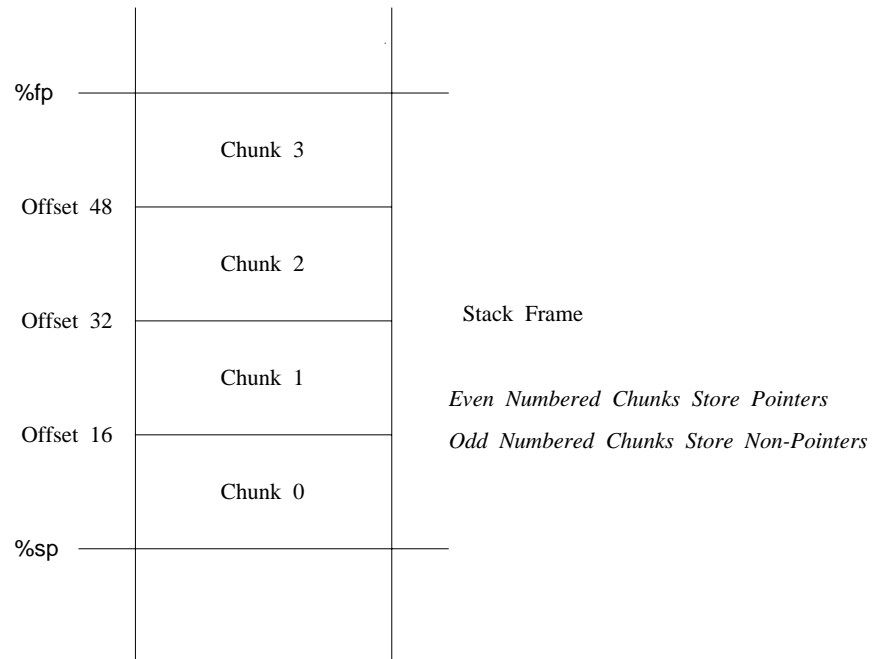 %fp
Chunk 3
Offset 48
Chunk 2
Offset 32
Stack Frame
Chunk 1
Even Numbered Chunks Store Pointers
Offset 16
Odd Numbered Chunks Store Non-Pointers
Chunk 0
%sp